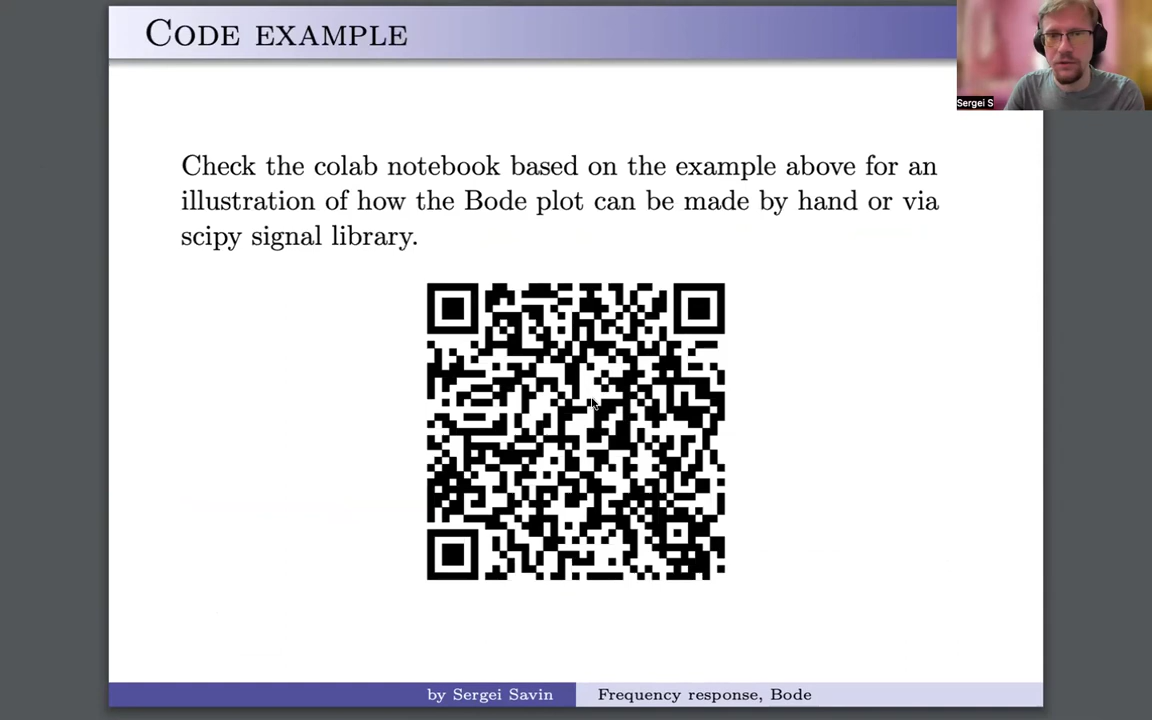 CODE EXAMPLE
Sergei S
Check the colab notebook based on the example above for an
illustration of how the Bode plot can be made by hand or via
scipy signal library.
by Sergei Savin
Frequency response, Bode